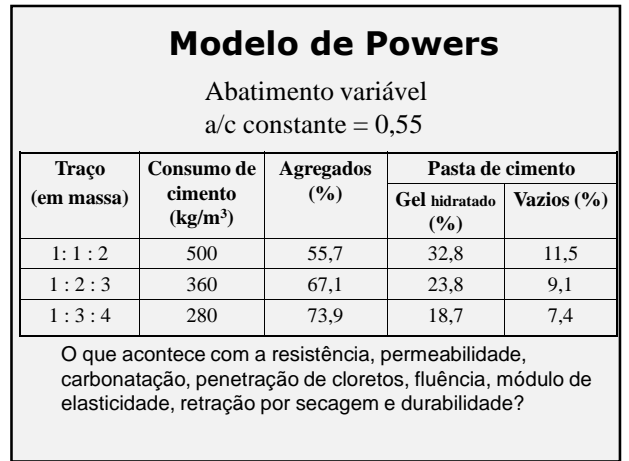 Modelo de Powers
Abatimento variável
a/c constante = 0,55
Traço
(em massa)
Consumo de
cimento
(kg/m³)
Agregados
(%)
Pasta de cimento
Gel hidratado
(%)
Vazios (%)
1: 1 : 2 500 55,7 32,8 11,5
1 : 2 : 3 360 67,1 23,8 9,1
1 : 3 : 4 280 73,9 18,7 7,4
O que acontece com a resistência, permeabilidade,
carbonatação, penetração de cloretos, fluência, módulo de
elasticidade, retração por secagem e durabilidade?